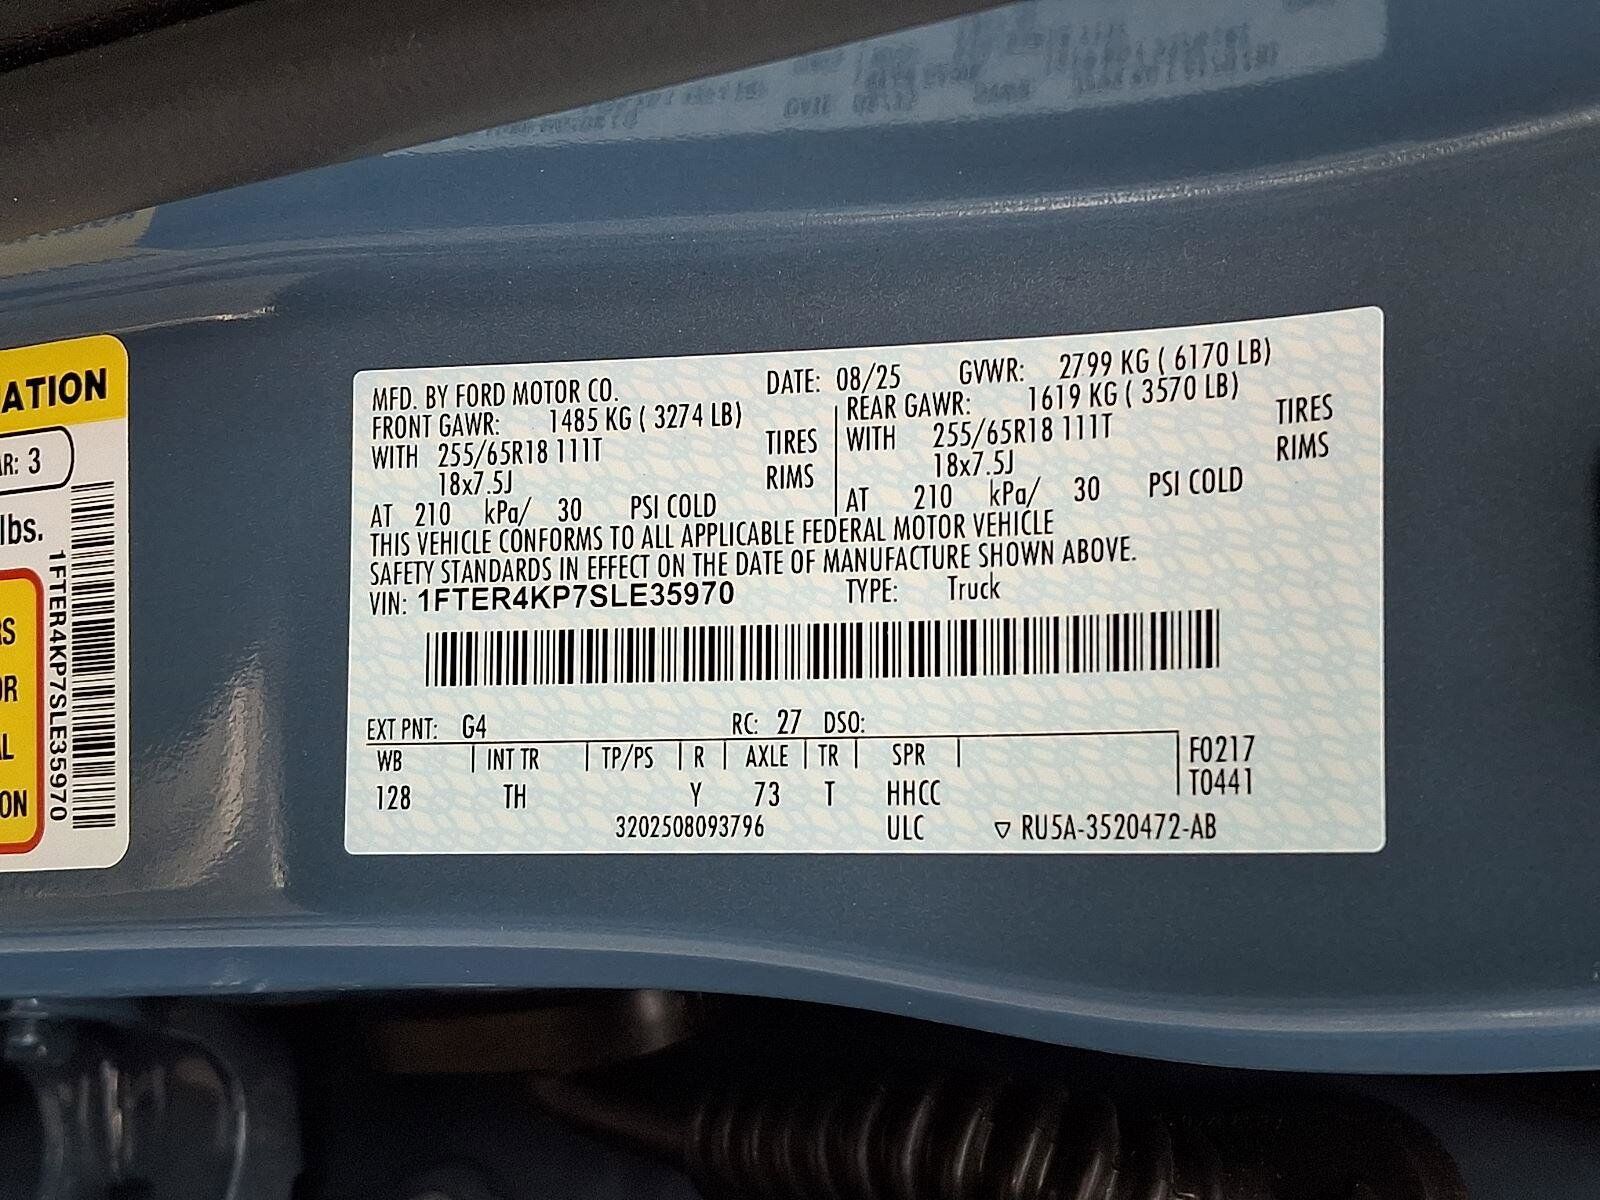 ATION
AR: 3
lbs.
RS
OR
AL
ON
1FTER4KP7SLE35970
MFD. BY FORD MOTOR CO. DATE: 08/25 GVWR: 2799 KG ( 6170 LB)
FRONT GAWR: 1485 KG ( 3274 LB) REAR GAWR: 1619 KG ( 3570 LB)
WITH 255/65R18 111T TIRES WITH 255/65R18 111T TIRES
18x7.5J RIMS 18x7.5J RIMS
AT 210 kPa/ 30 PSI COLD AT 210 kPa/ 30 PSI COLD
THIS VEHICLE CONFORMS TO ALL APPLICABLE FEDERAL MOTOR VEHICLE
SAFETY STANDARDS IN EFFECT ON THE DATE OF MANUFACTURE SHOWN ABOVE.
VIN: 1FTER4KP7SLE35970 TYPE: Truck
EXT PNT: G4 RC: 27 DSO:
WB INT TR TP/PS R AXLE TR SPR F0217
128 TH Y 73 T HHCC T0441
3202508093796 ULC ▽ RU5A-3520472-AB